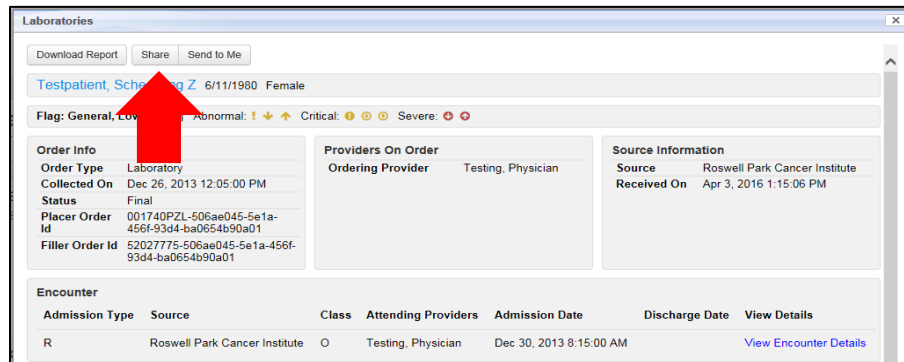 Laboratories
Download Report Share Send to Me
Testpatient, Z 6/11/1980 Female
Flag: General, Abnormal: Critical: Severe:
Order Info
Order Type Laboratory
Collected On Dec 26, 2013 12:05:00 PM
Status Final
Placer Order Id 001740PZL-506ae045-5e1a-
456f-93d4-ba0654b90a01
Filler Order Id 52027775-506ae045-5e1a-456f-
93d4-ba0654b90a01
Providers On Order
Ordering Provider Testing, Physician
Source Information
Source Roswell Park Cancer Institute
Received On Apr 3, 2016 1:15:06 PM
Encounter
Admission Type Source Class Attending Providers Admission Date Discharge Date View Details
R Roswell Park Cancer Institute O Testing, Physician Dec 30, 2013 8:15:00 AM View Encounter Details